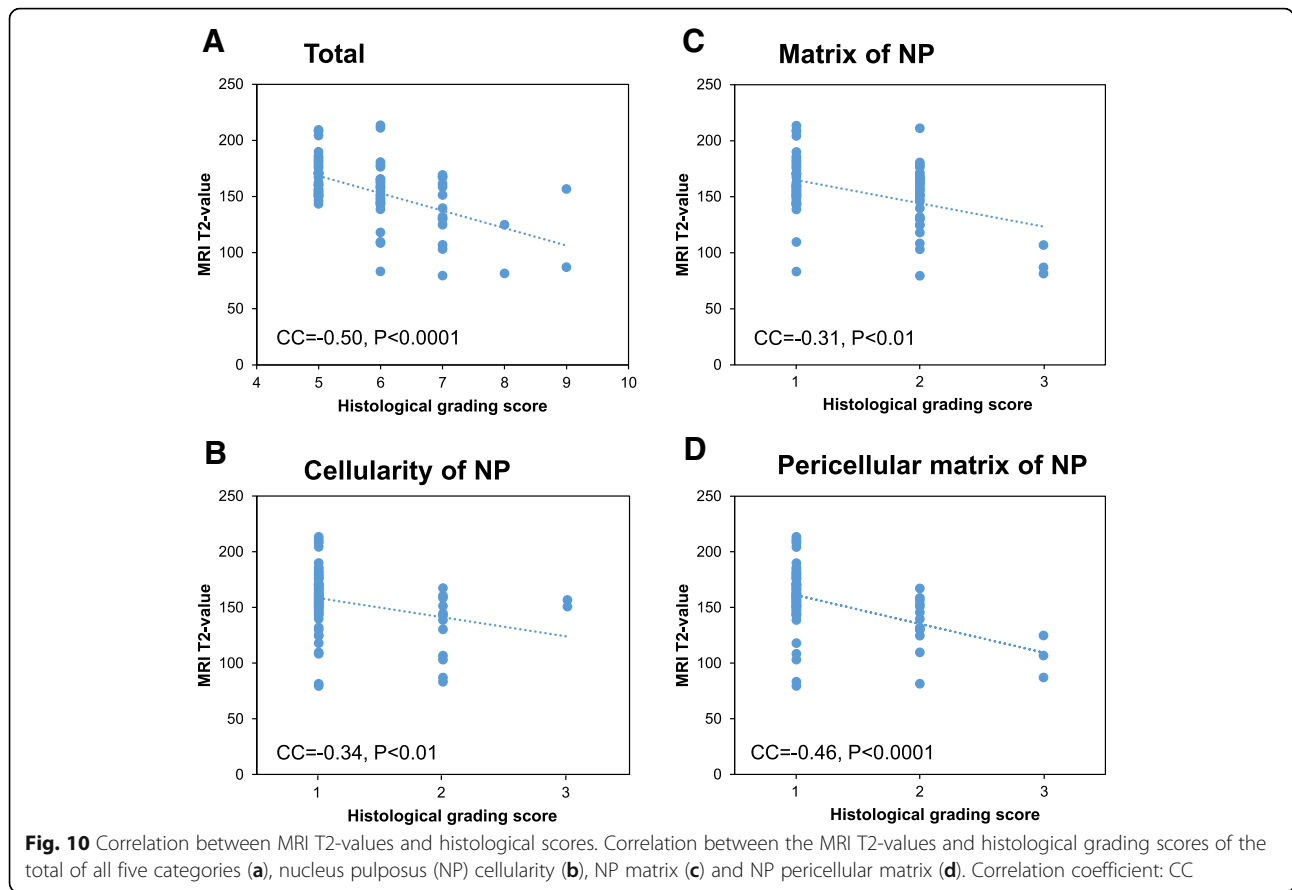 A Total
250
200
150
100
50
0
MRI T2-value
CC=-0.50, P<0.0001
4 5 6 7 8 9 10
Histological grading score
C Matrix of NP
250
200
150
100
50
0
MRI T2-value
CC=-0.31, P<0.01
1 2 3
Histological grading score
B Cellularity of NP
250
200
150
100
50
0
MRI T2-value
CC=-0.34, P<0.01
1 2 3
Histological grading score
D Pericellular matrix of NP
250
200
150
100
50
0
MRI T2-value
CC=-0.46, P<0.0001
1 2 3
Histological grading score
Fig. 10 Correlation between MRI T2-values and histological scores. Correlation between the MRI T2-values and histological grading scores of the
total of all five categories (a), nucleus pulposus (NP) cellularity (b), NP matrix (c) and NP pericellular matrix (d). Correlation coefficient: CC